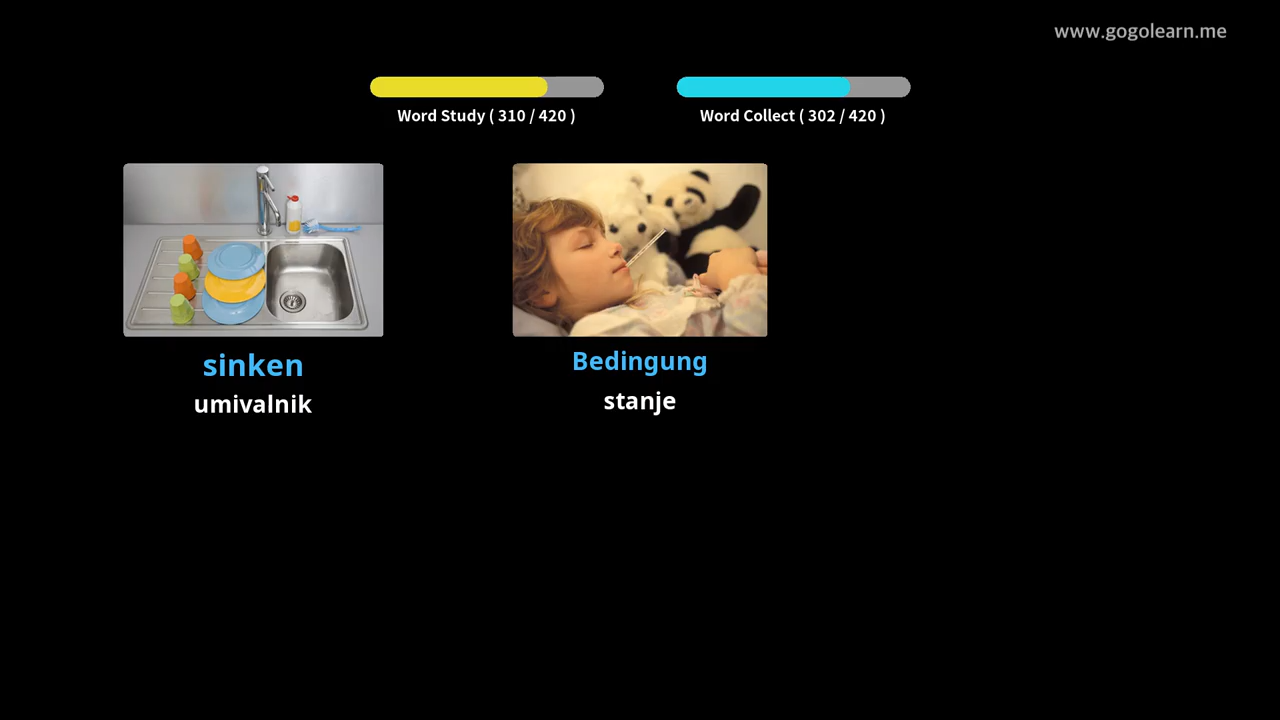 www.gogolearn.me
Word Study ( 310 / 420 )
Word Collect ( 302 / 420 )
sinken
umivalnik
Bedingung
stanje